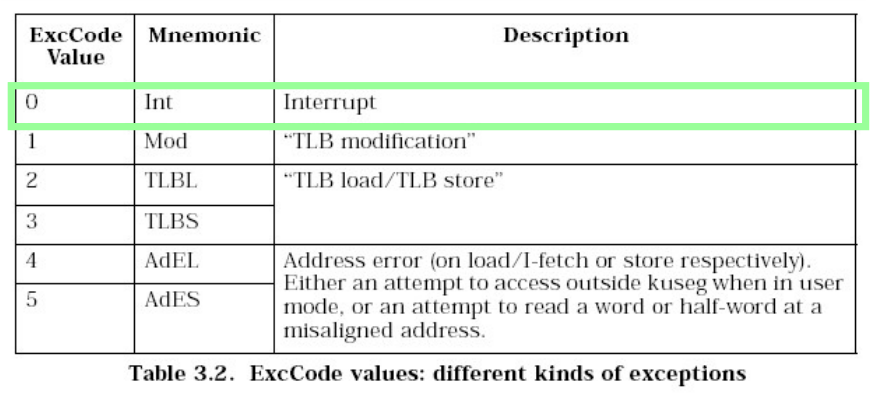 ExcCode Value Mnemonic Description
0 Int Interrupt
1 Mod “TLB modification”
2 TLBL “TLB load/TLB store”
3 TLBS
4 AdEL Address error (on load/I-fetch or store respectively).
Either an attempt to access outside kuseg when in user
5 AdES mode, or an attempt to read a word or half-word at a
misaligned address.
Table 3.2. ExcCode values: different kinds of exceptions